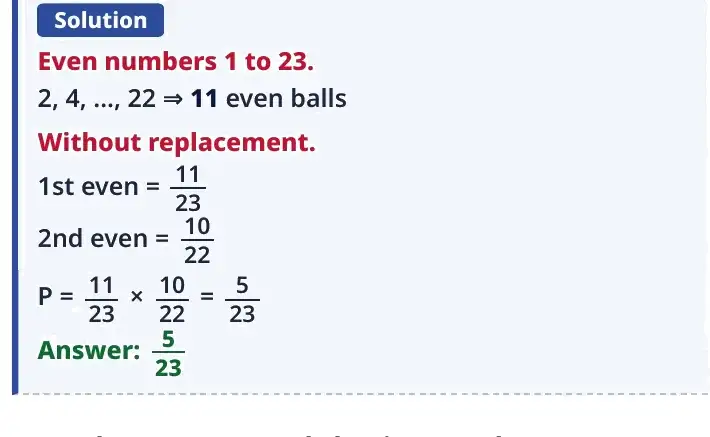 Solution
Even numbers 1 to 23.
2, 4, ..., 22 ⇒ 11 even balls
Without replacement.
1st even = 11/23
2nd even = 10/22
P = 11/23 × 10/22 = 5/23
Answer: 5/23